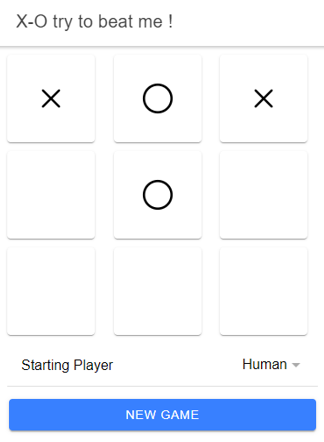 X-O try to beat me !
Starting Player
Human
NEW GAME